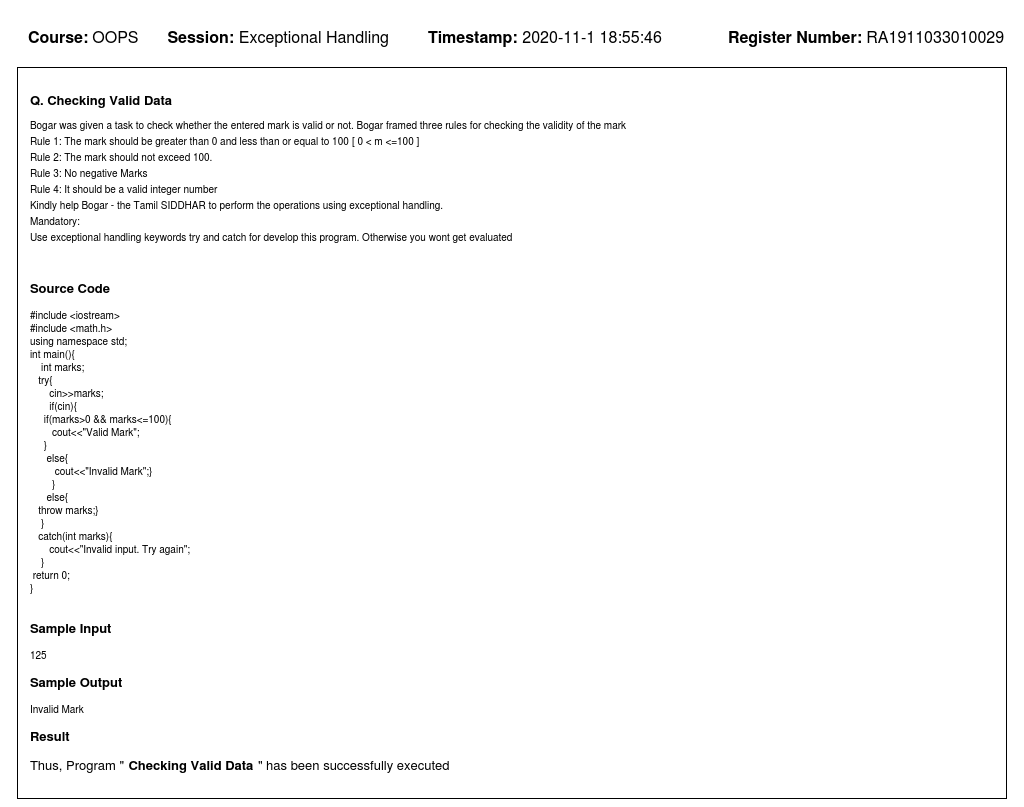 Course: OOPS Session: Exceptional Handling Timestamp: 2020-11-1 18:55:46 Register Number: RA1911033010029
Q. Checking Valid Data
Bogar was given a task to check whether the entered mark is valid or not. Bogar framed three rules for checking the validity of the mark
Rule 1: The mark should be greater than 0 and less than or equal to 100 [ 0 < m <=100 ]
Rule 2: The mark should not exceed 100.
Rule 3: No negative Marks
Rule 4: It should be a valid integer number
Kindly help Bogar - the Tamil SIDDHAR to perform the operations using exceptional handling.
Mandatory:
Use exceptional handling keywords try and catch for develop this program. Otherwise you wont get evaluated
Source Code
#include <iostream>
#include <math.h>
using namespace std;
int main(){
int marks;
try{
cin>>marks;
if(cin){
if(marks>0 && marks<=100){
cout<<"Valid Mark";
}
else{
cout<<"Invalid Mark";}
}
else{
throw marks;}
}
catch(int marks){
cout<<"Invalid input. Try again";
}
return 0;
}
Sample Input
125
Sample Output
Invalid Mark
Result
Thus, Program " Checking Valid Data " has been successfully executed